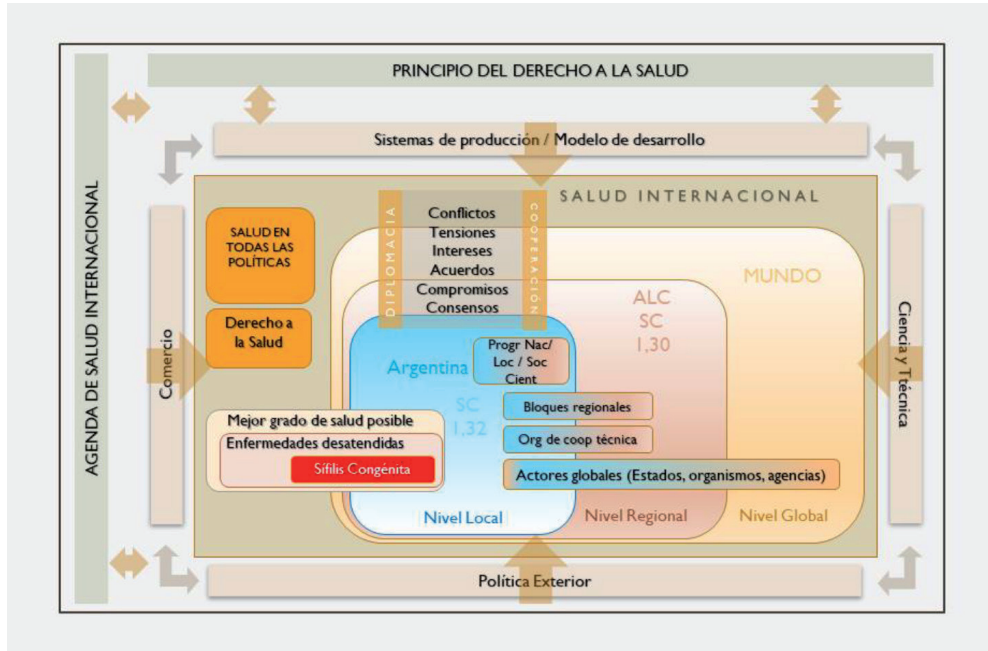 PRINCIPIO DEL DERECHO A LA SALUD
AGENDA DE SALUD INTERNACIONAL
Sistemas de producción / Modelo de desarrollo
SALUD INTERNACIONAL
SALUD EN
TODAS LAS
POLÍTICAS
Derecho a
la Salud
Comercio
DIPLOMACIA
COOPERACIÓN
Conflictos
Tensiones
Intereses
Acuerdos
Compromisos
Consensos
MUNDO
ALC
SC
1,30
Ciencia y Ttécnica
Argentina
SC
1,32
Progr Nac/
Loc / Soc
Cient
Bloques regionales
Org de coop técnica
Actores globales (Estados, organismos, agencias)
Mejor grado de salud posible
Enfermedades desatendidas
Sífilis Congénita
Nivel Local
Nivel Regional
Nivel Global
Política Exterior